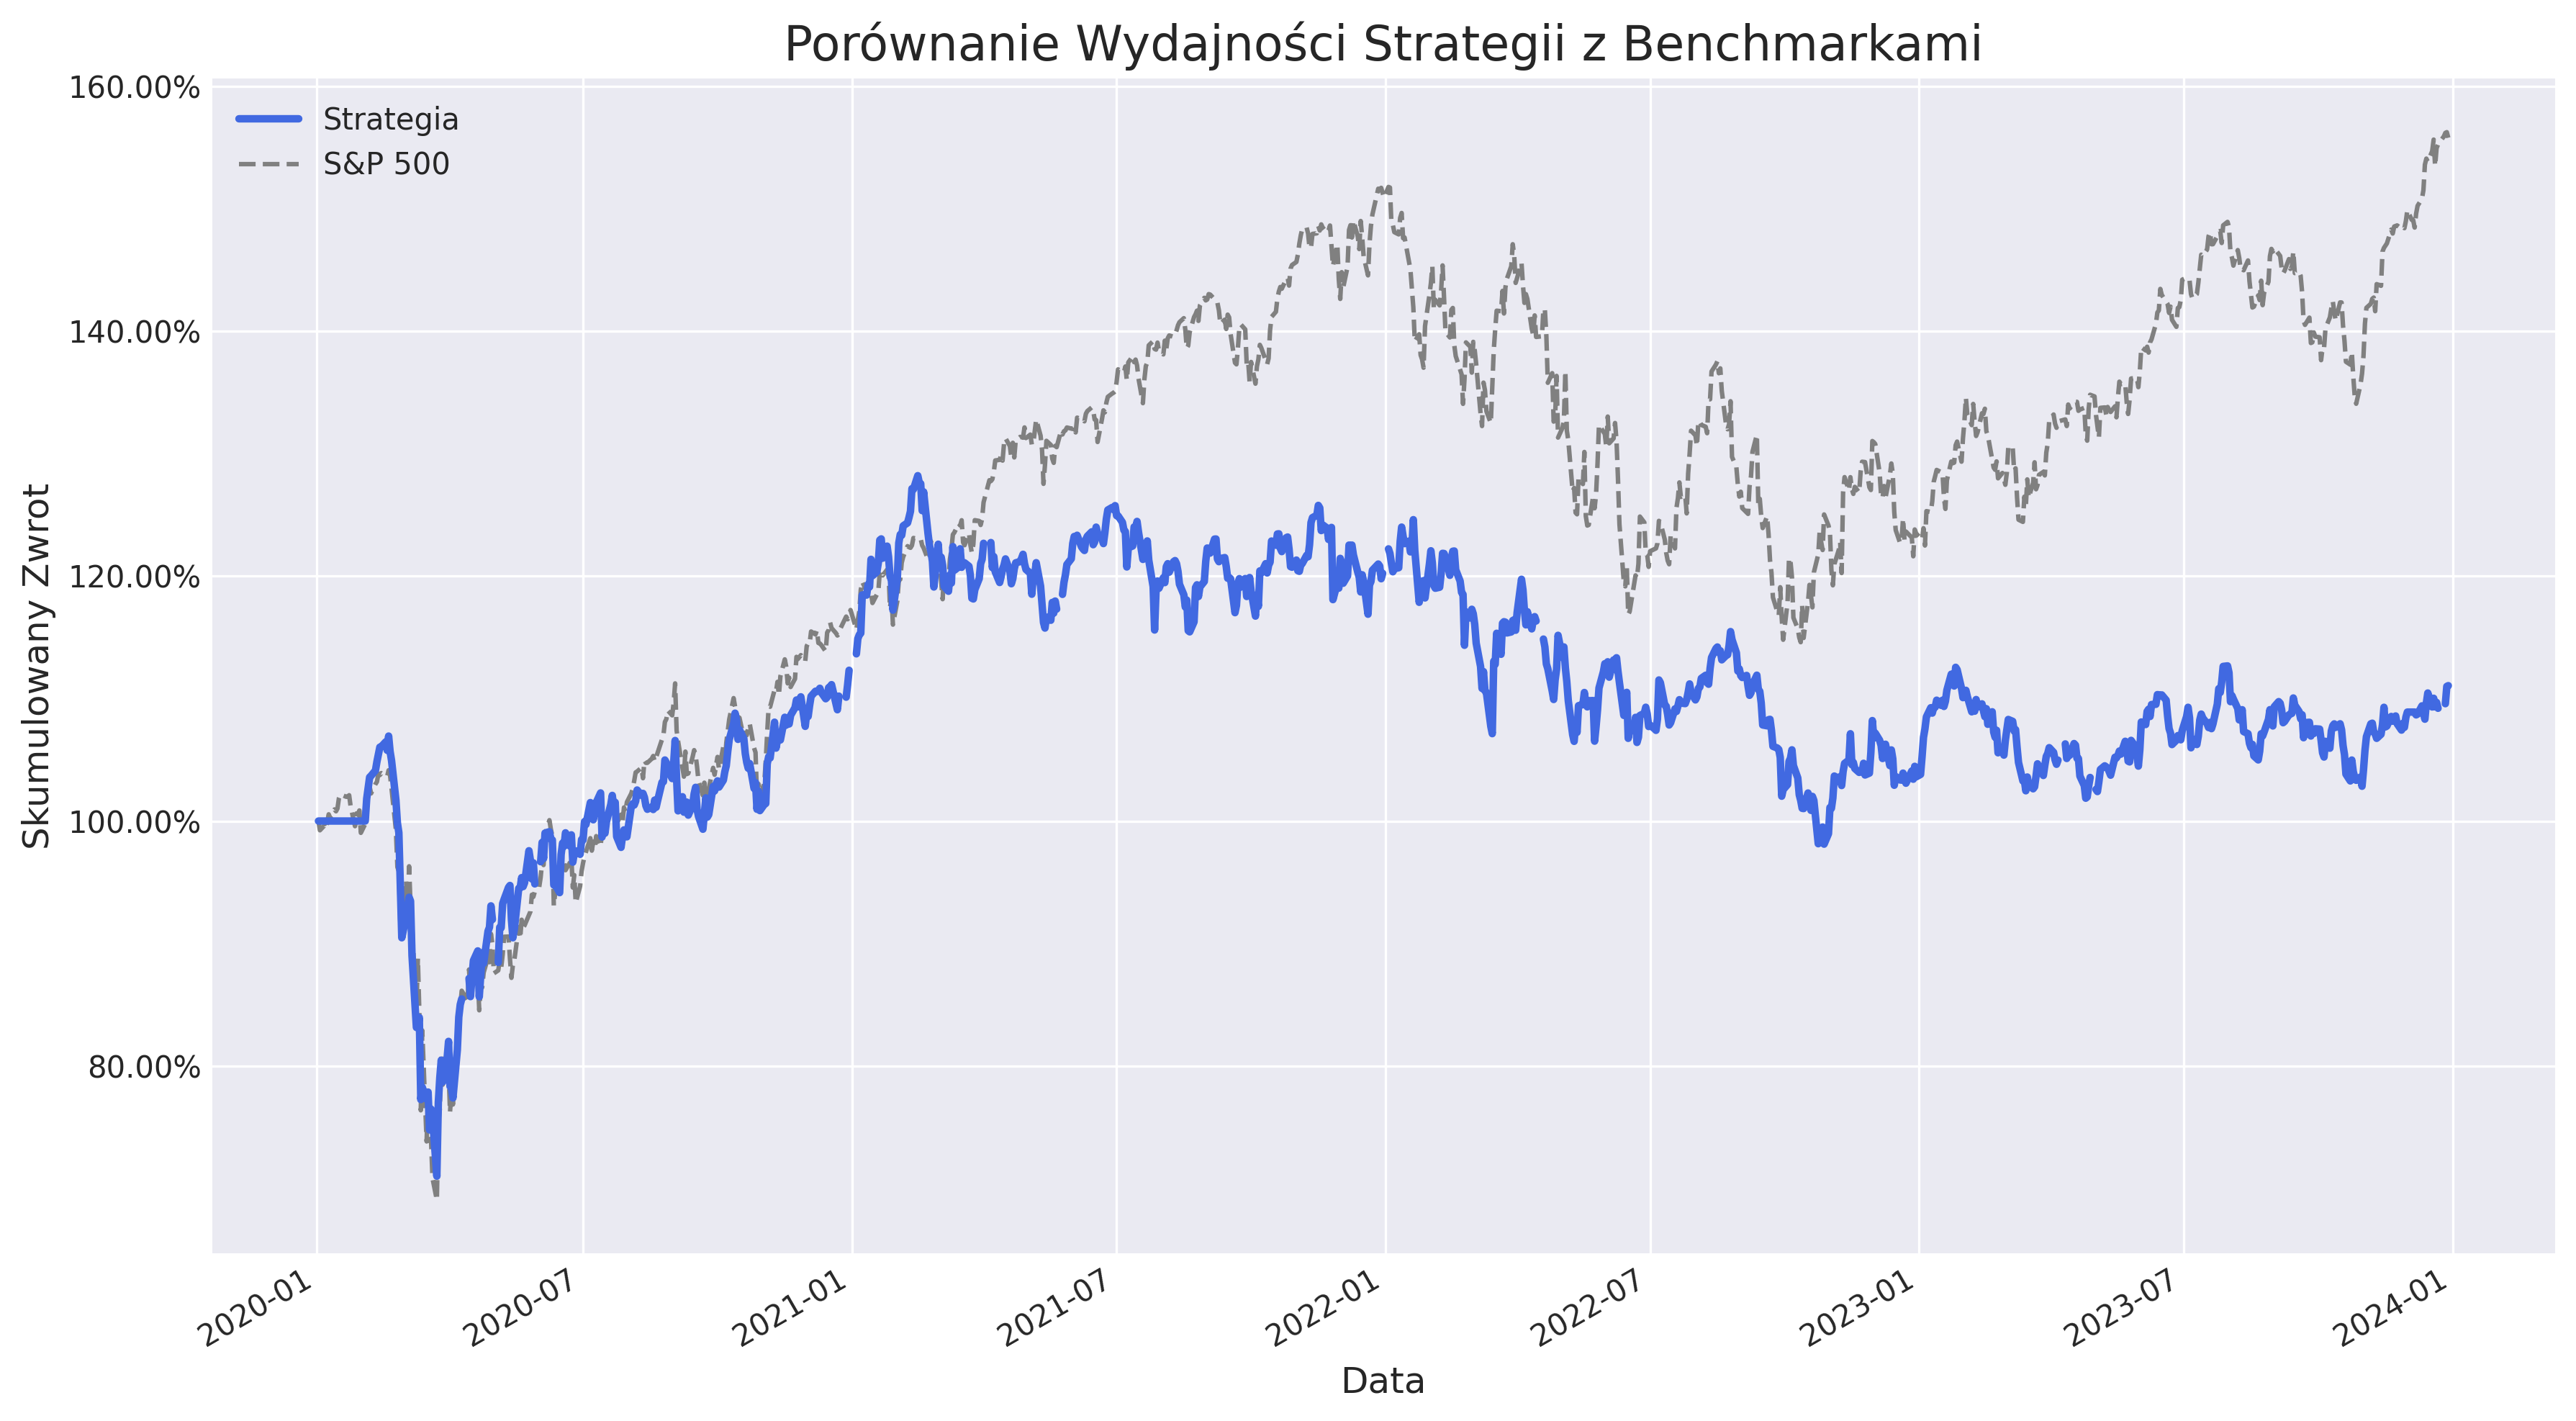 Porównanie Wydajności Strategii z Benchmarkami
160.00%
Strategia
S&P 500
140.00%
120.00%
100.00%
80.00%
Skumulowany Zwrot
2020-01
2020-07
2021-01
2021-07
2022-01
2022-07
2023-01
2023-07
2024-01
Data